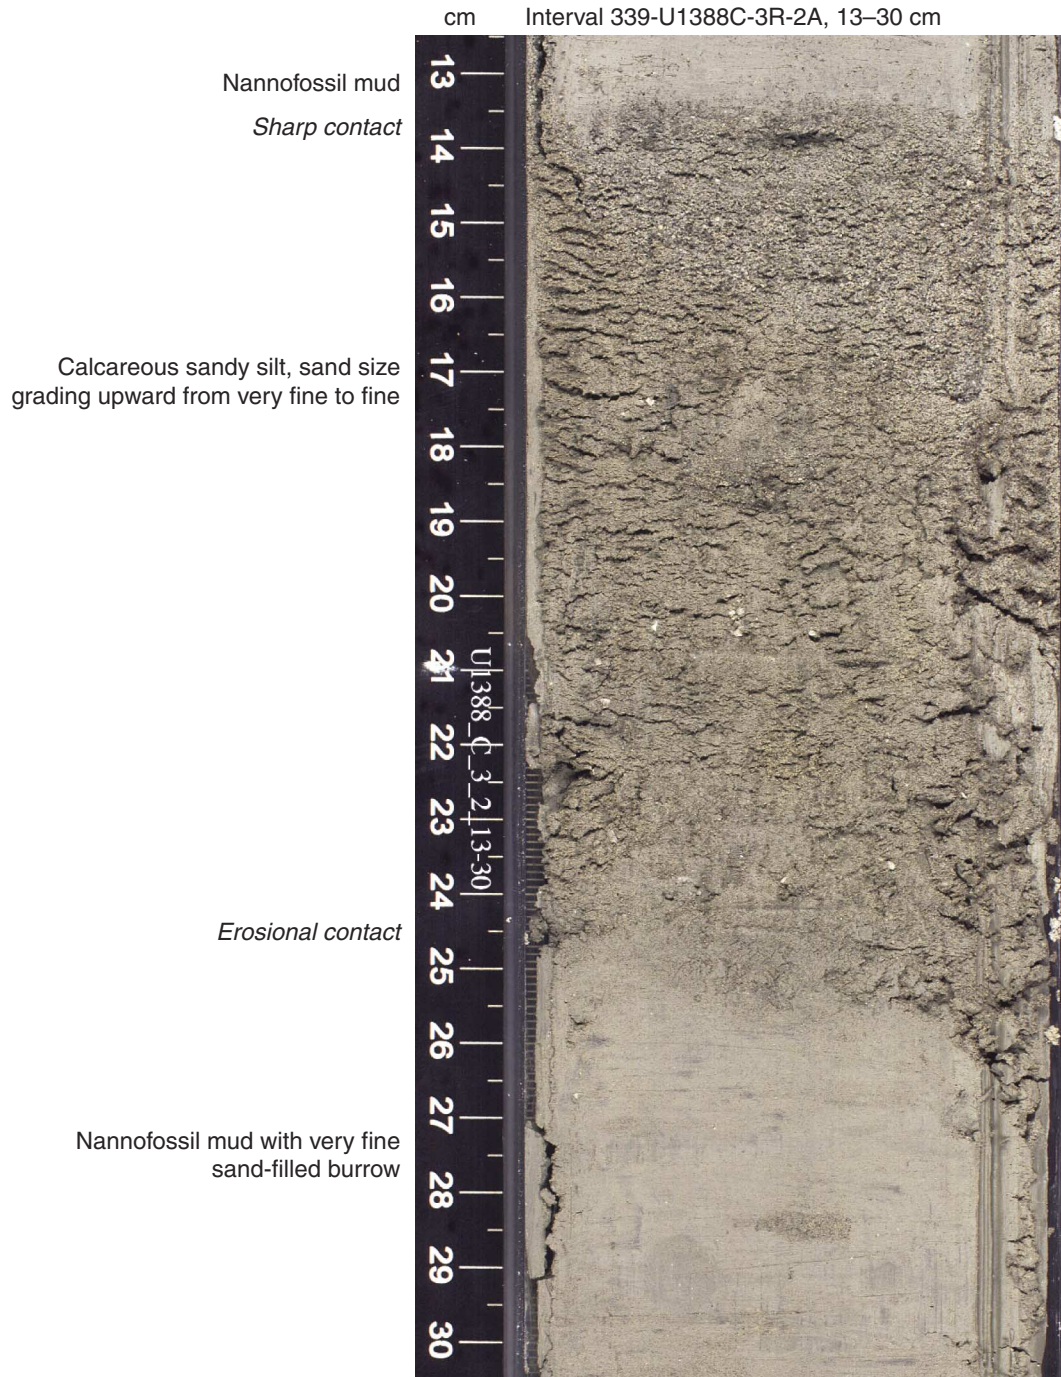 cm Interval 339-U1388C-3R-2A, 13–30 cm
13
Nannofossil mud
Sharp contact
14
15
16
17
Calcareous sandy silt, sand size
grading upward from very fine to fine
18
19
20
21
U1388_C_3_2_13-30
22
23
24
Erosional contact
25
26
27
Nannofossil mud with very fine
sand-filled burrow
28
29
30